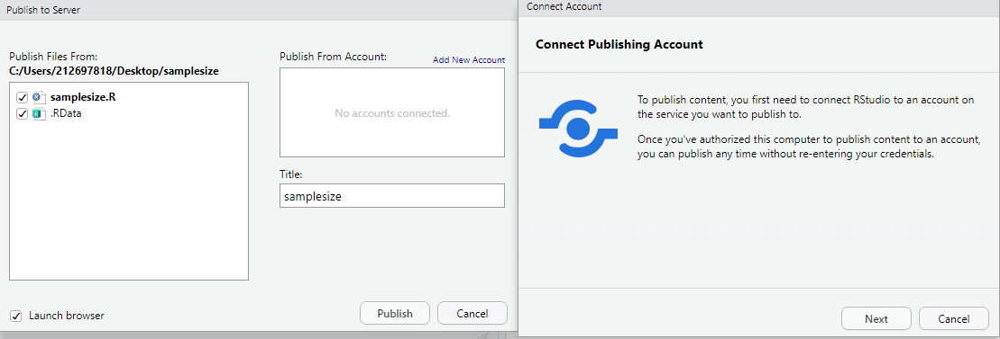 Publish to Server
Publish Files From:
C:/Users/212697818/Desktop/samplesize
samplesize.R
.RData
Launch browser
Publish From Account:
Add New Account
No accounts connected.
Title:
samplesize
Publish
Cancel
Connect Account
Connect Publishing Account
To publish content, you first need to connect RStudio to an account on
the service you want to publish to.
Once you've authorized this computer to publish content to an account,
you can publish any time without re-entering your credentials.
Next
Cancel